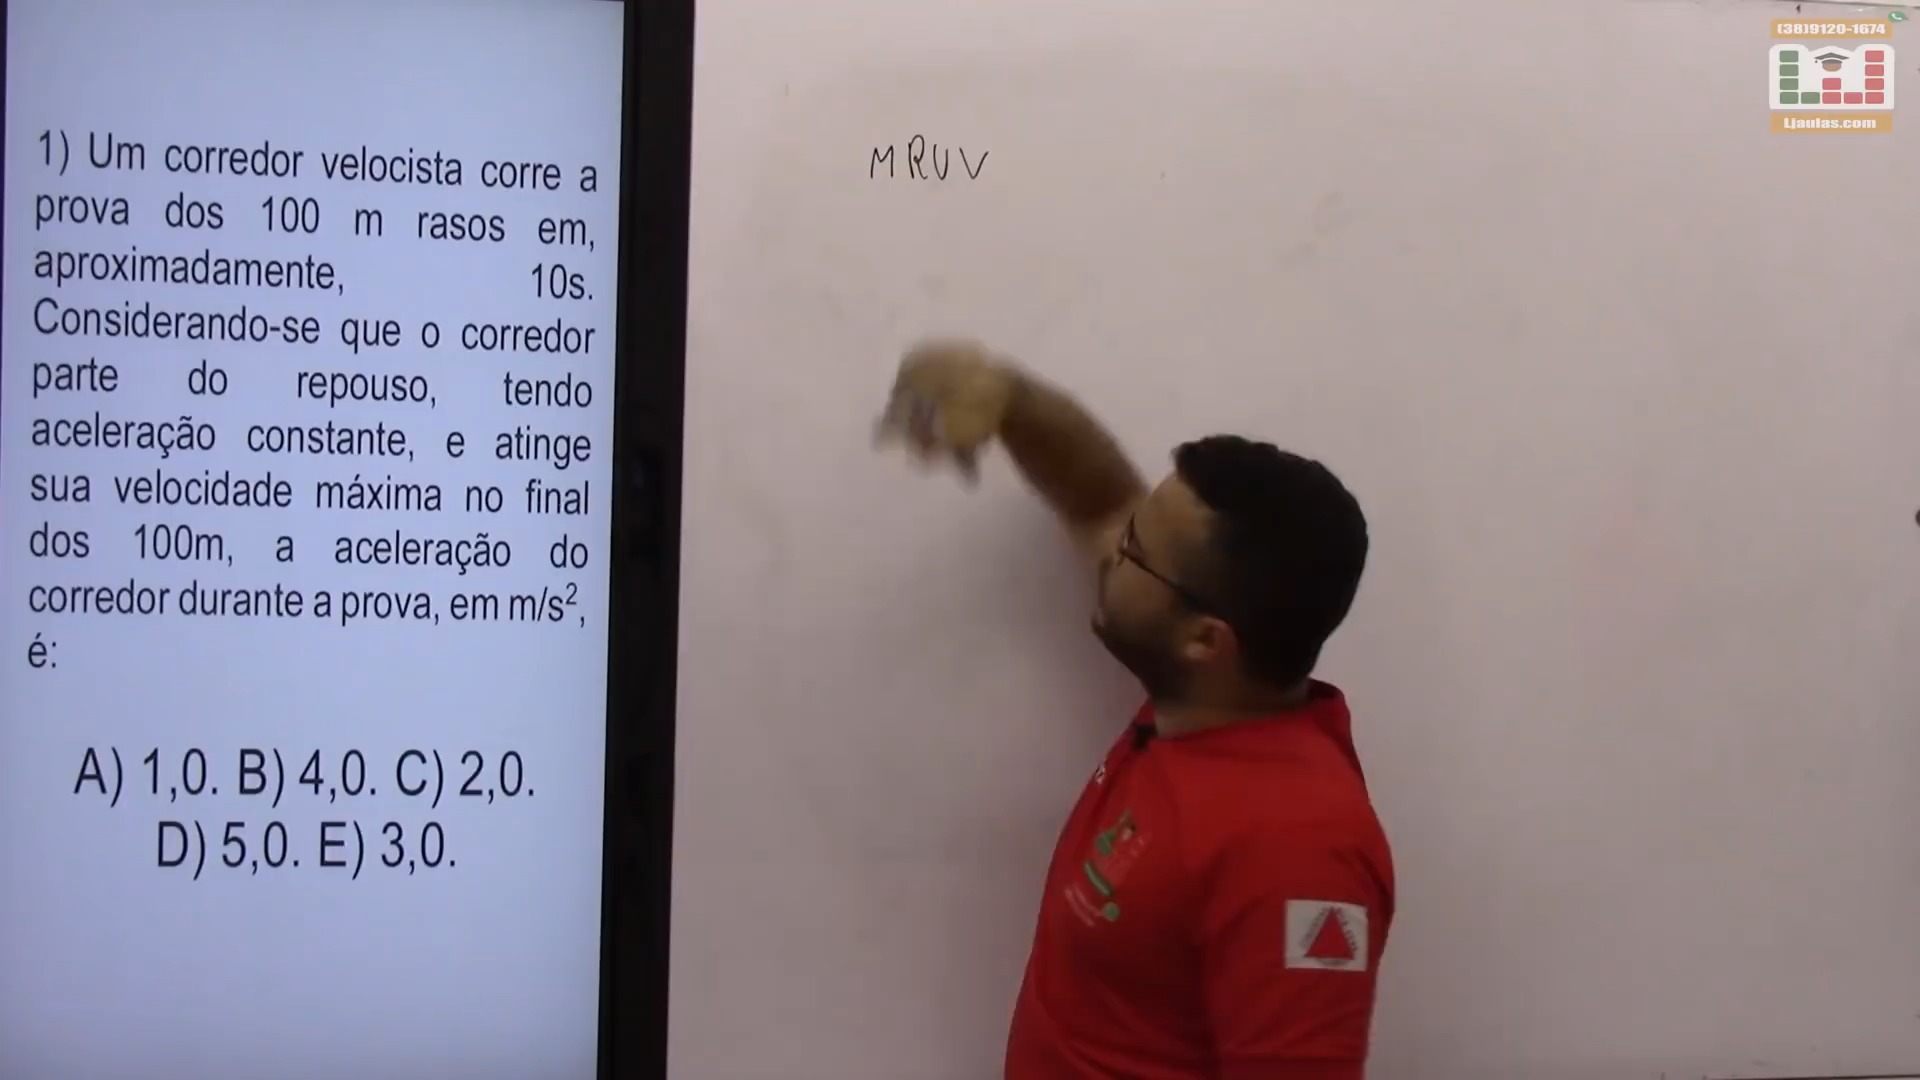 1) Um corredor velocista corre a
prova dos 100 m rasos em,
aproximadamente, 10s.
Considerando-se que o corredor
parte do repouso, tendo
aceleração constante, e atinge
sua velocidade máxima no final
dos 100m, a aceleração do
corredor durante a prova, em m/s²,
é:
A) 1,0. B) 4,0. C) 2,0.
D) 5,0. E) 3,0.
MRUV
(38)9120-1674
Ljaulas.com